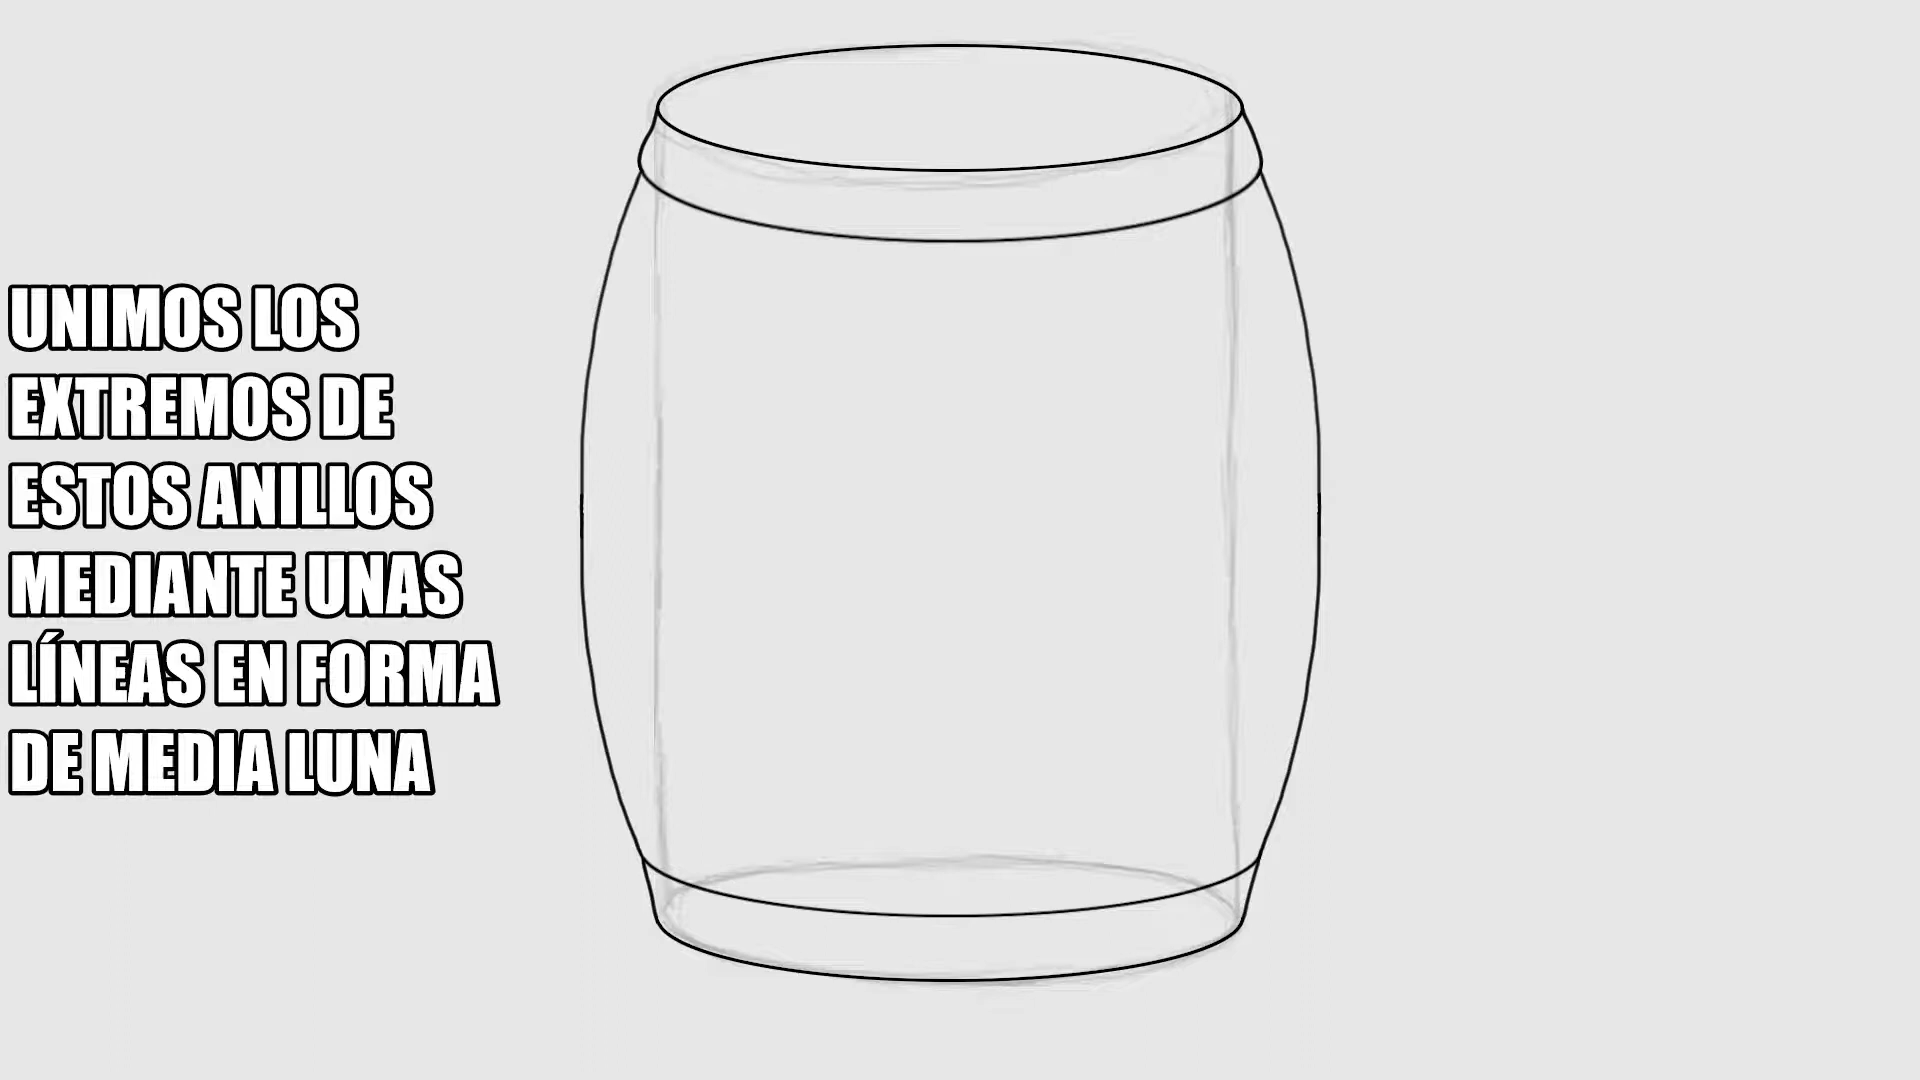 UNIMOS LOS
EXTREMOS DE
ESTOS ANILLOS
MEDIANTE UNAS
LÍNEAS EN FORMA
DE MEDIA LUNA